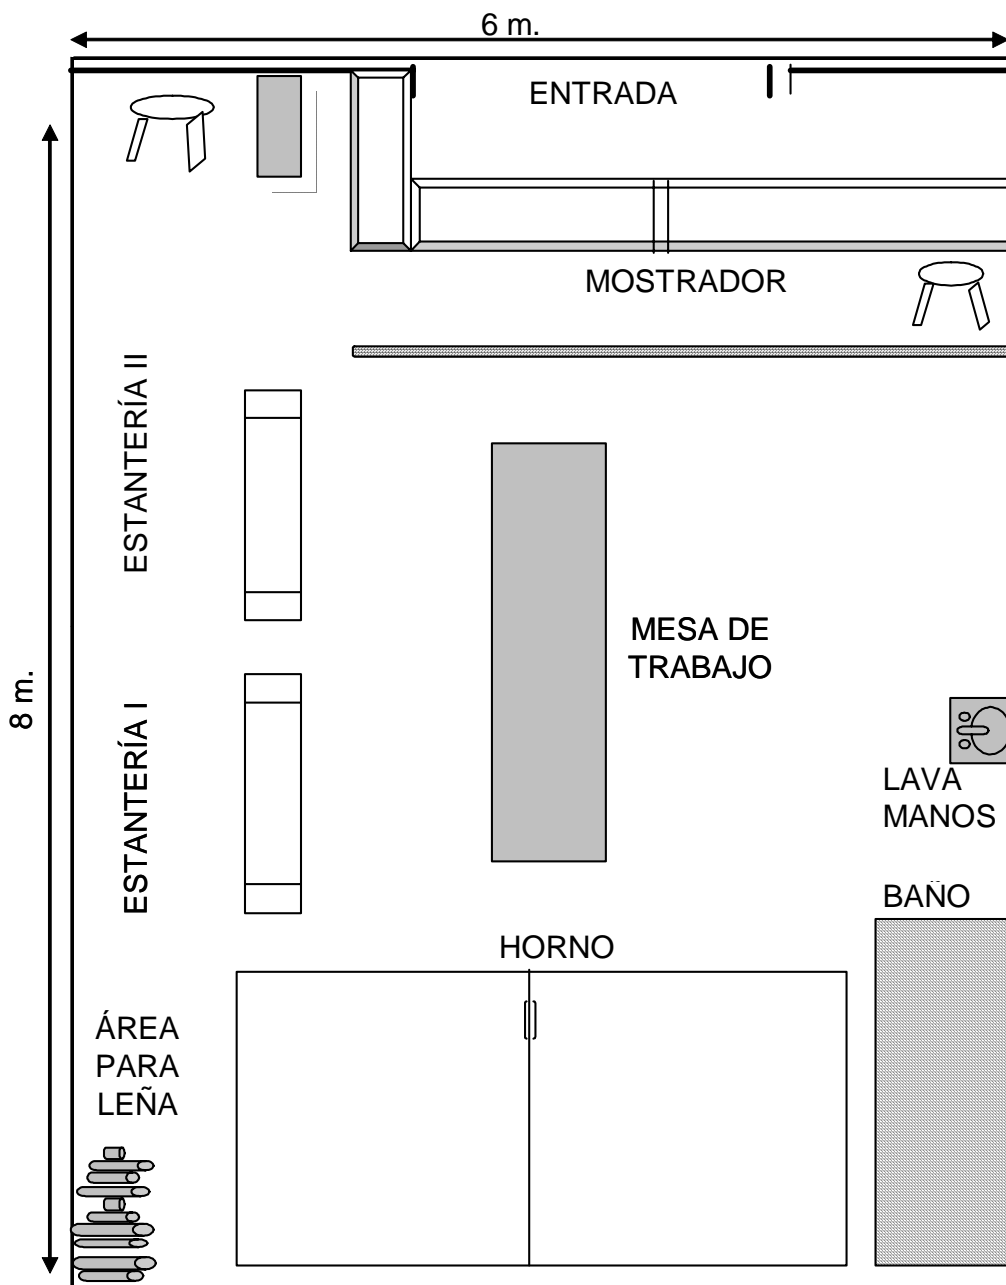 6 m.
ENTRADA
MOSTRADOR
ESTANTERÍA II
MESA DE
TRABAJO
8 m.
ESTANTERÍA I
LAVA
MANOS
BAÑO
HORNO
ÁREA
PARA
LEÑA